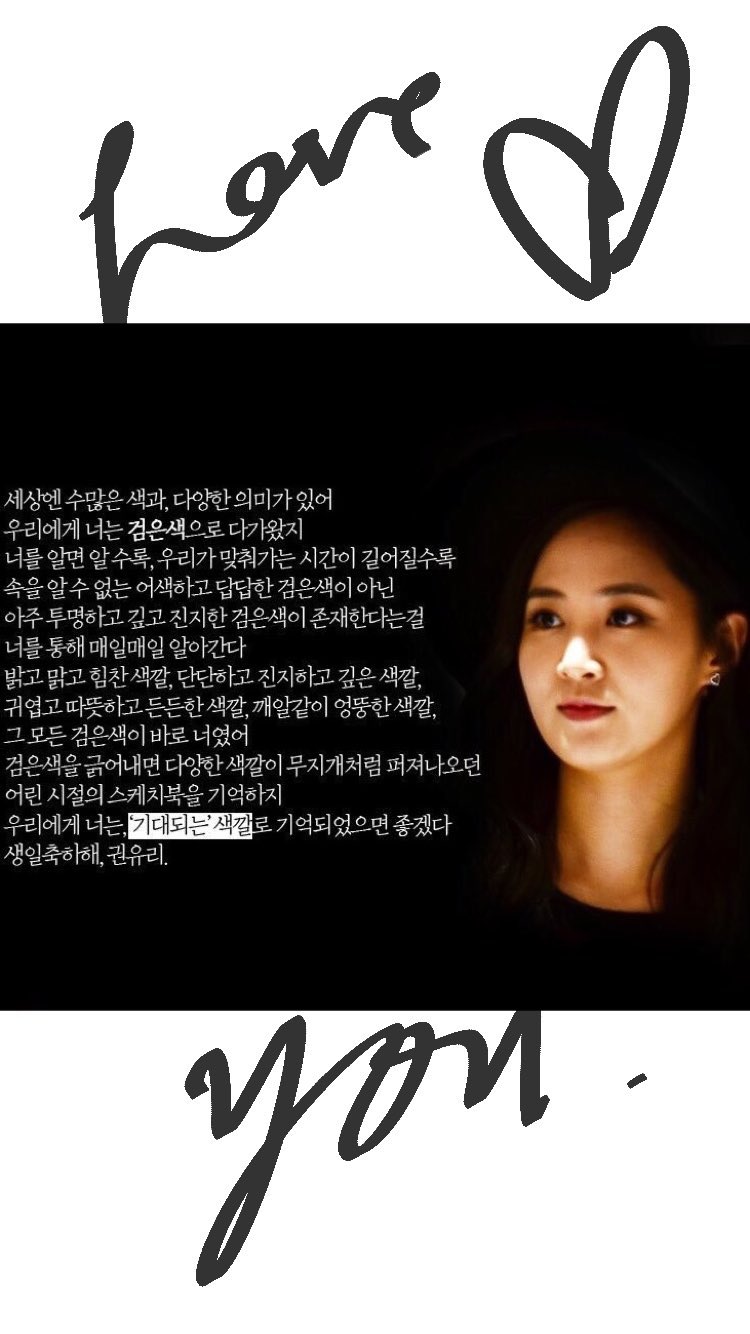 Love ♡
세상엔 수많은 색과, 다양한 의미가 있어
우리에게 너는 검은색으로 다가왔지
너를 알면 알 수록, 우리가 맞춰가는 시간이 길어질수록
속을 알 수 없는 어색하고 답답한 검은색이 아닌
아주 투명하고 깊고 진지한 검은색이 존재한다는걸
너를 통해 매일매일 알아간다
밝고 맑고 힘찬 색깔, 단단하고 진지하고 깊은 색깔,
귀엽고 따뜻하고 든든한 색깔, 깨알같이 엉뚱한 색깔,
그 모든 검은색이 바로 너였어
검은색을 긁어내면 다양한 색깔이 무지개처럼 퍼져나오던
어린 시절의 스케치북을 기억하지
우리에게 너는, '기대되는' 색깔로 기억되었으면 좋겠다
생일축하해, 권유리.
you.